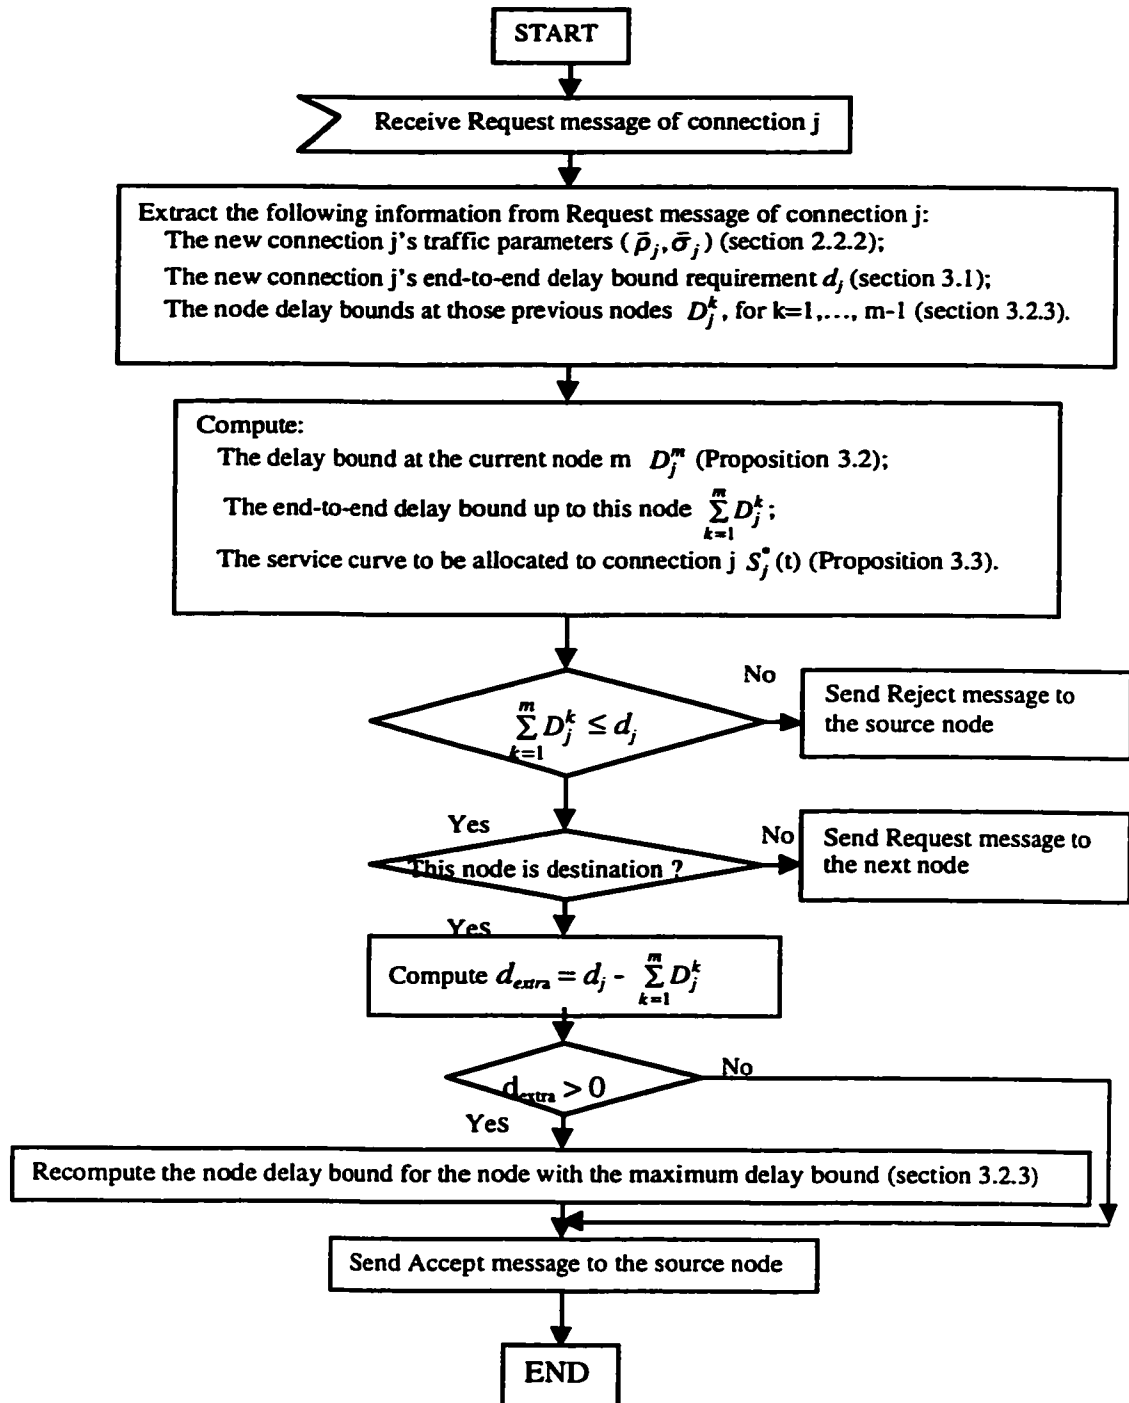 START
Receive Request message of connection j
Extract the following information from Request message of connection j:
The new connection j's traffic parameters (ρ̄_j, σ̄_j) (section 2.2.2);
The new connection j's end-to-end delay bound requirement d_j (section 3.1);
The node delay bounds at those previous nodes D_j^k, for k=1,..., m-1 (section 3.2.3).
Compute:
The delay bound at the current node m D_j^m (Proposition 3.2);
The end-to-end delay bound up to this node ∑_{k=1}^{m} D_j^k;
The service curve to be allocated to connection j S_j^*(t) (Proposition 3.3).
∑_{k=1}^{m} D_j^k ≤ d_j
No
Send Reject message to
the source node
Yes
This node is destination ?
No
Send Request message to
the next node
Yes
Compute d_extra = d_j - ∑_{k=1}^{m} D_j^k
d_extra > 0
No
Yes
Recompute the node delay bound for the node with the maximum delay bound (section 3.2.3)
Send Accept message to the source node
END